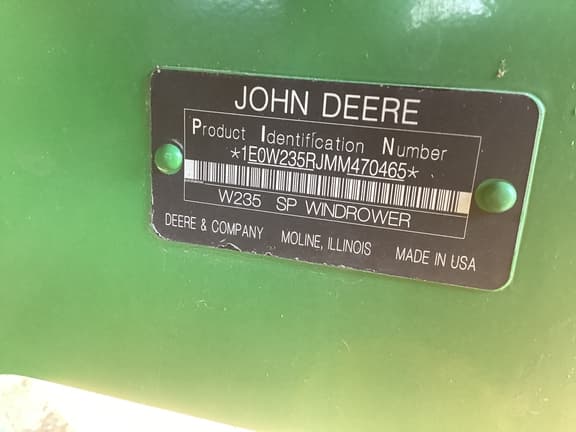 JOHN DEERE
Product Identification Number
*1E0W235RJMM470465*
W235 SP WINDROWER
DEERE & COMPANY MOLINE, ILLINOIS MADE IN USA